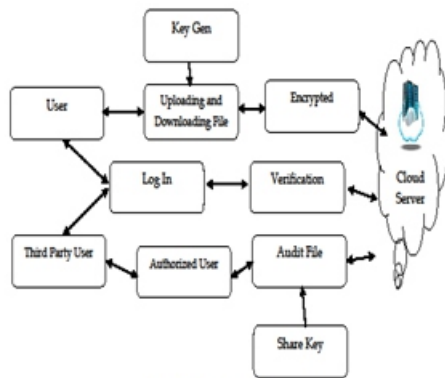 Key Gen
User
Uploading and
Downloading File
Encrypted
Log In
Verification
Cloud
Server
Third Party User
Authorized User
Audit File
Share Key